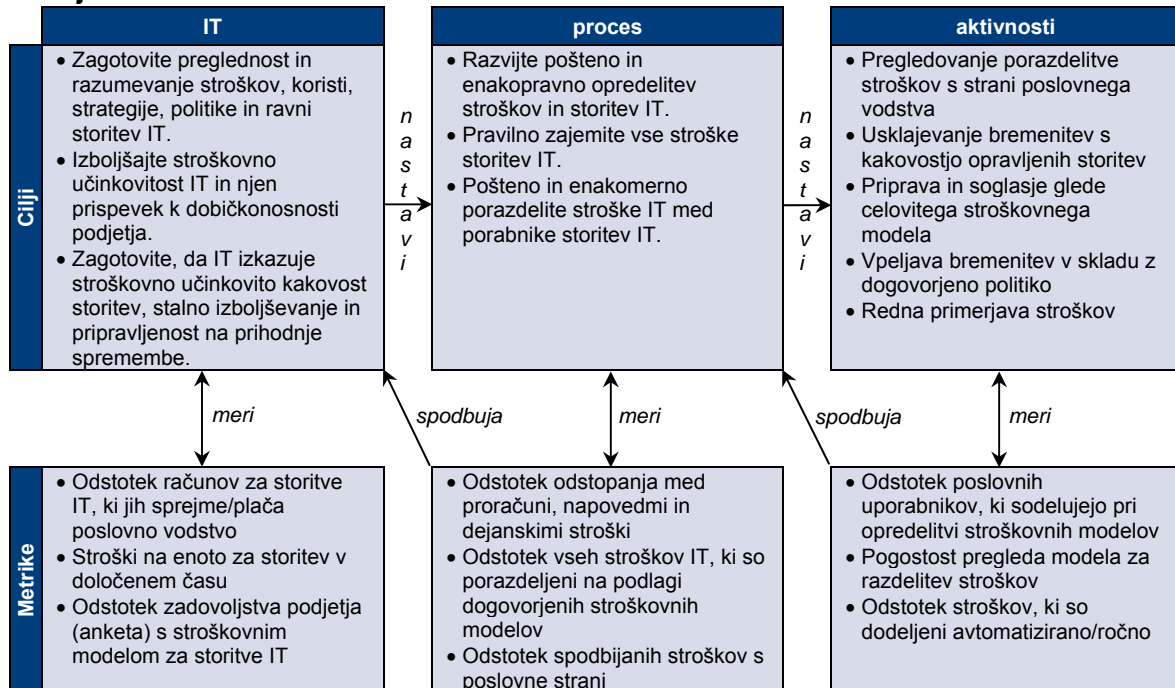 IT
proces
aktivnosti
Cilji
• Zagotovite preglednost in
razumevanje stroškov, koristi,
strategije, politike in ravni
storitev IT.
• Izboljšajte stroškovno
učinkovitost IT in njen
prispevek k dobičkonosnosti
podjetja.
• Zagotovite, da IT izkazuje
stroškovno učinkovito kakovost
storitev, stalno izboljševanje in
pripravljenost na prihodnje
spremembe.
nastavi
• Razvijte pošteno in
enakopravno opredelitev
stroškov in storitev IT.
• Pravilno zajemite vse stroške
storitev IT.
• Pošteno in enakomerno
porazdelite stroške IT med
porabnike storitev IT.
nastavi
• Pregledovanje porazdelitve
stroškov s strani poslovnega
vodstva
• Usklajevanje bremenitev s
kakovostjo opravljenih storitev
• Priprava in soglasje glede
celovitega stroškovnega
modela
• Vpeljava bremenitev v skladu z
dogovorjeno politiko
• Redna primerjava stroškov
meri
spodbuja
meri
spodbuja
meri
Metrike
• Odstotek računov za storitve
IT, ki jih sprejme/plača
poslovno vodstvo
• Stroški na enoto za storitev v
določenem času
• Odstotek zadovoljstva podjetja
(anketa) s stroškovnim
modelom za storitve IT
• Odstotek odstopanja med
proračuni, napovedmi in
dejanskimi stroški
• Odstotek vseh stroškov IT, ki so
porazdeljeni na podlagi
dogovorjenih stroškovnih
modelov
• Odstotek spodbijanih stroškov s
poslovne strani
• Odstotek poslovnih
uporabnikov, ki sodelujejo pri
opredelitvi stroškovnih modelov
• Pogostost pregleda modela za
razdelitev stroškov
• Odstotek stroškov, ki so
dodeljeni avtomatizirano/ročno